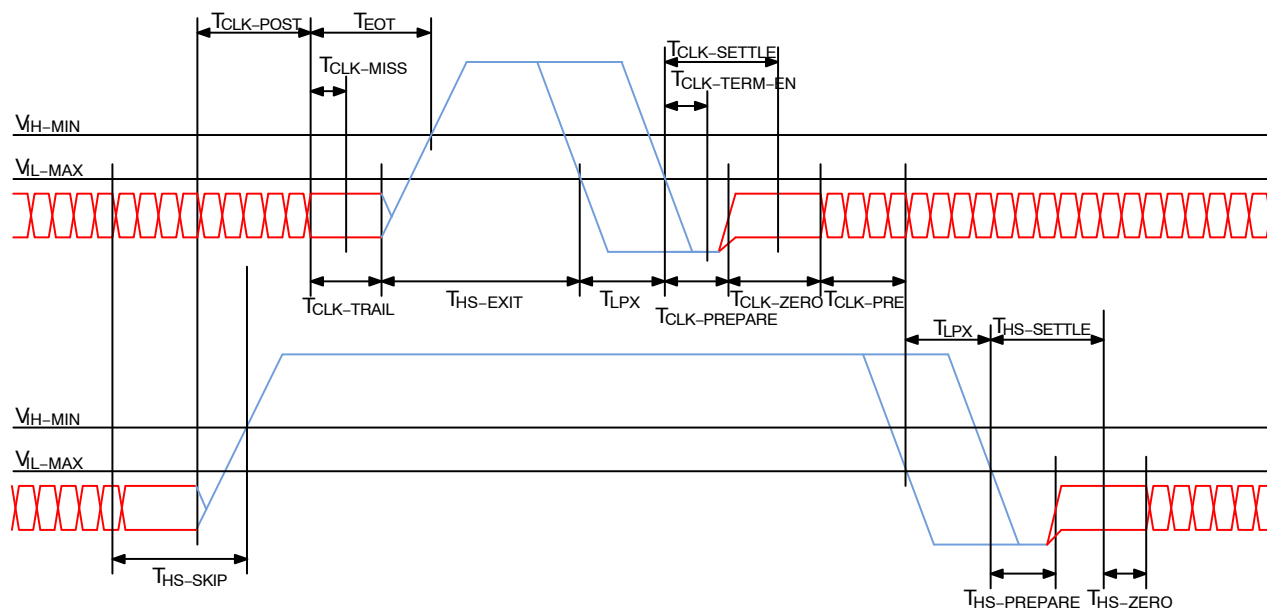 TCLK–POST
TEOT
TCLK–SETTLE
TCLK–MISS
TCLK–TERM–EN
VIH–MIN
VIL–MAX
TCLK–TRAIL
THS–EXIT
TLPX
TCLK–PREPARE
TCLK–ZERO
TCLK–PRE
TLPX
THS–SETTLE
VIH–MIN
VIL–MAX
THS–SKIP
THS–PREPARE
THS–ZERO